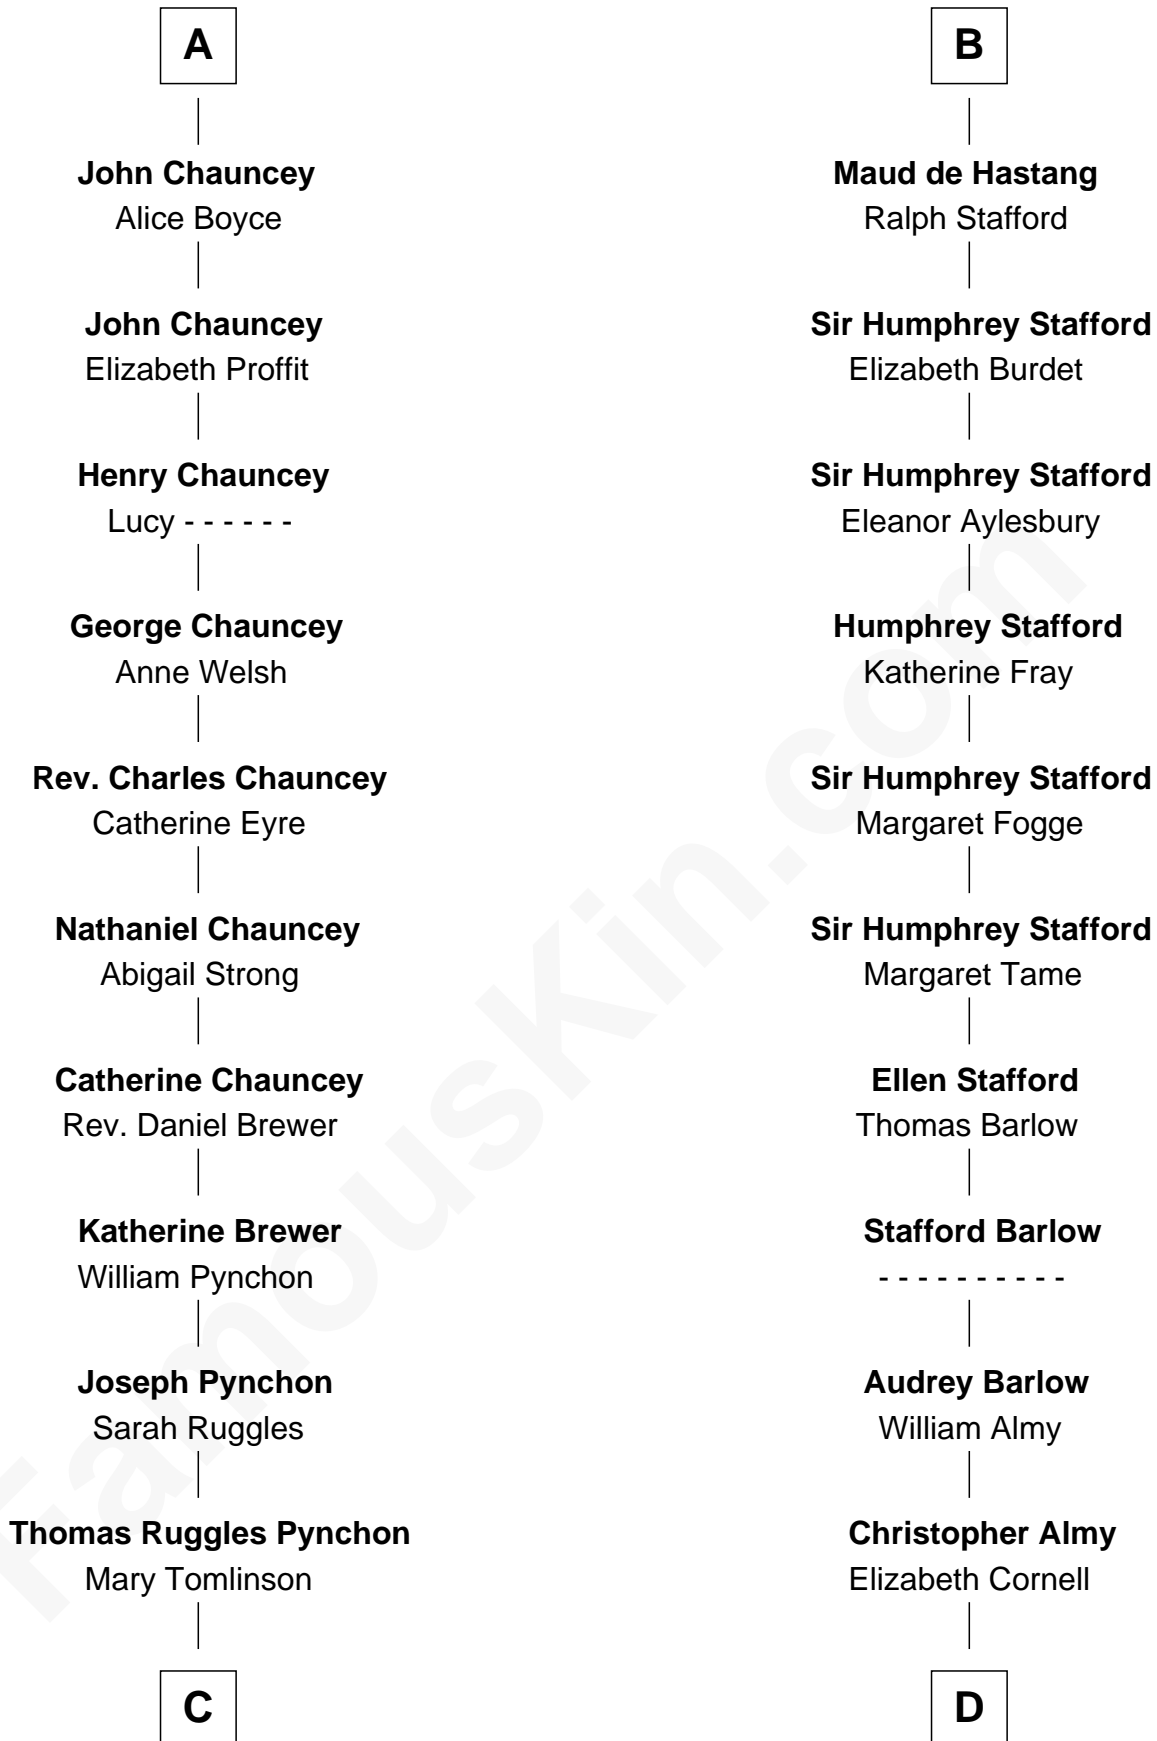 A
John Chauncey
Alice Boyce
John Chauncey
Elizabeth Proffit
Henry Chauncey
Lucy - - - - - -
George Chauncey
Anne Welsh
Rev. Charles Chauncey
Catherine Eyre
Nathaniel Chauncey
Abigail Strong
Catherine Chauncey
Rev. Daniel Brewer
Katherine Brewer
William Pynchon
Joseph Pynchon
Sarah Ruggles
Thomas Ruggles Pynchon
Mary Tomlinson
C
B
Maud de Hastang
Ralph Stafford
Sir Humphrey Stafford
Elizabeth Burdet
Sir Humphrey Stafford
Eleanor Aylesbury
Humphrey Stafford
Katherine Fray
Sir Humphrey Stafford
Margaret Fogge
Sir Humphrey Stafford
Margaret Tame
Ellen Stafford
Thomas Barlow
Stafford Barlow
- - - - - - - - - -
Audrey Barlow
William Almy
Christopher Almy
Elizabeth Cornell
D
FamousKin.com